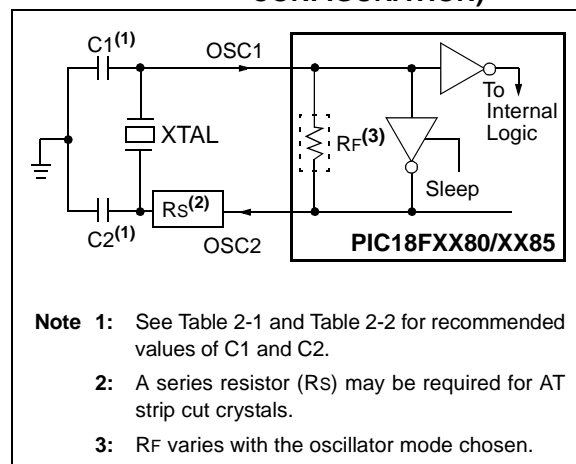 CONFIGURATION)
C1(1)
OSC1
To
Internal
Logic
XTAL
RF(3)
Sleep
C2(1)
RS(2)
OSC2
PIC18FXX80/XX85
Note 1: See Table 2-1 and Table 2-2 for recommended
values of C1 and C2.
2: A series resistor (RS) may be required for AT
strip cut crystals.
3: RF varies with the oscillator mode chosen.